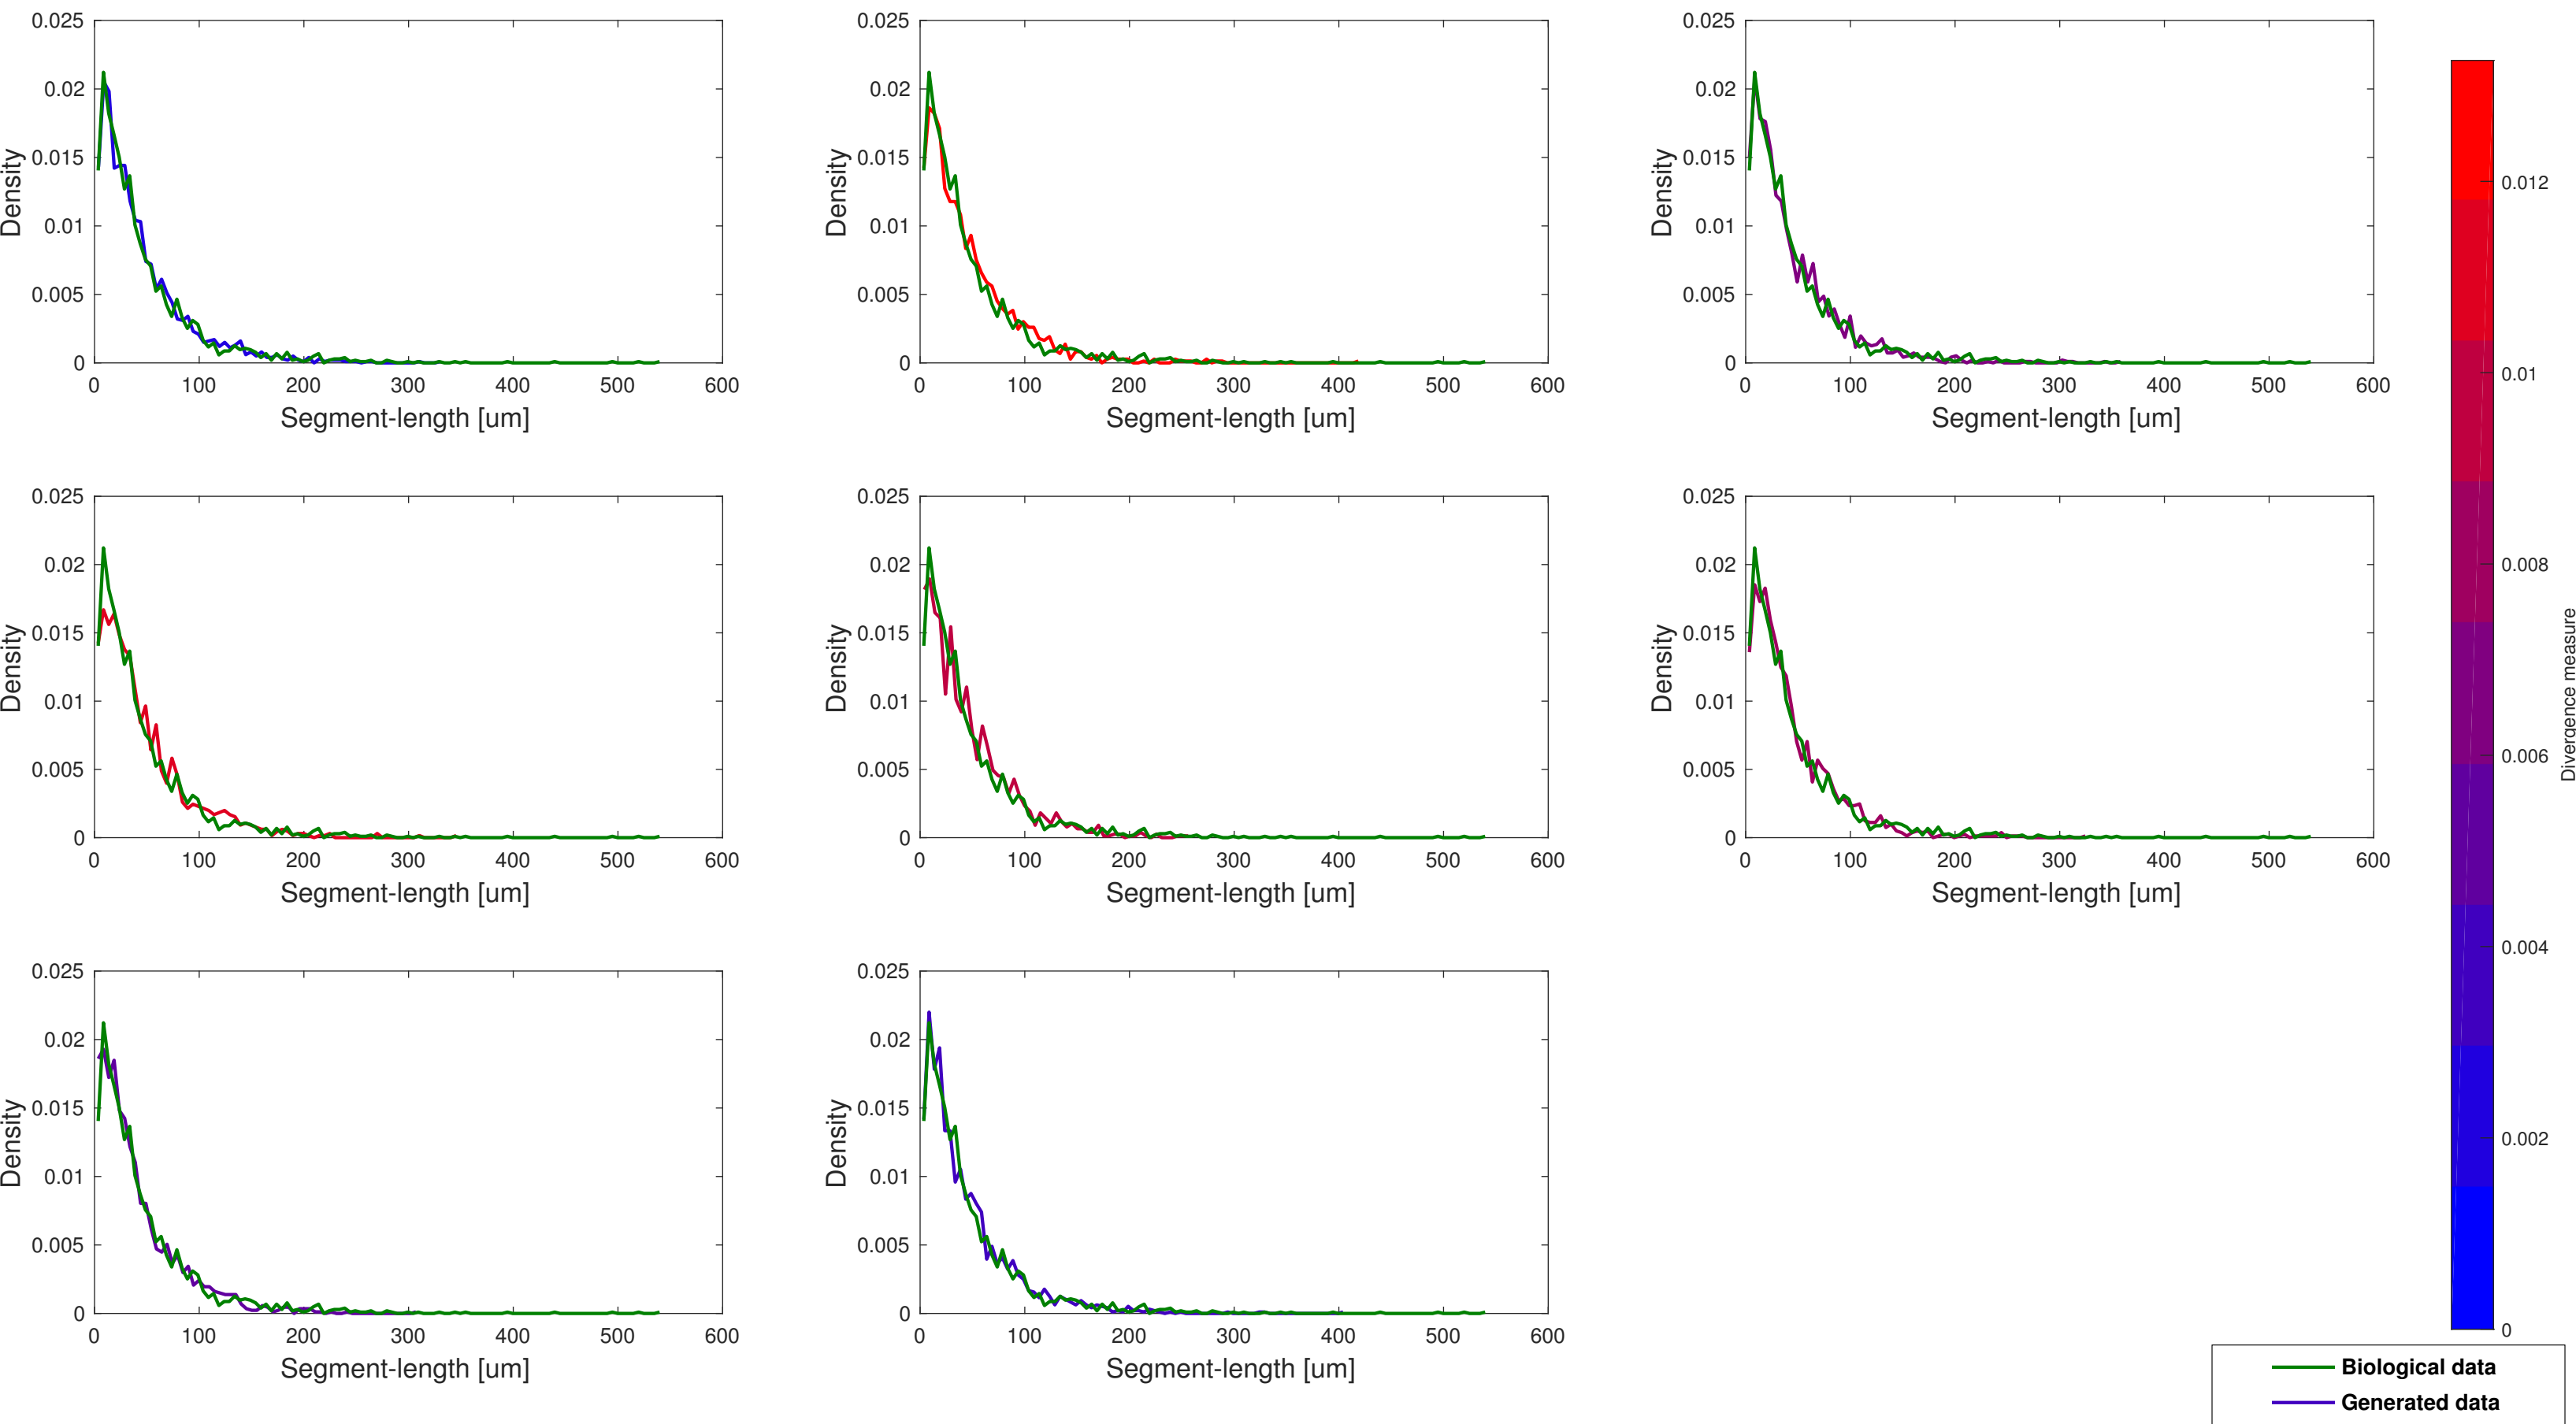 0.025 0.025 0.025
0.02 0.02 0.02
0.015 0.015 0.015
0.01 0.01 0.01
0.005 0.005 0.005
0 0 0
Density Density Density
0 100 200 300 400 500 600 0 100 200 300 400 500 600 0 100 200 300 400 500 600
Segment-length [um] Segment-length [um] Segment-length [um]
0.025 0.025 0.025
0.02 0.02 0.02
0.015 0.015 0.015
0.01 0.01 0.01
0.005 0.005 0.005
0 0 0
Density Density Density
0 100 200 300 400 500 600 0 100 200 300 400 500 600 0 100 200 300 400 500 600
Segment-length [um] Segment-length [um] Segment-length [um]
0.025 0.025
0.02 0.02
0.015 0.015
0.01 0.01
0.005 0.005
0 0
Density Density
0 100 200 300 400 500 600 0 100 200 300 400 500 600
Segment-length [um] Segment-length [um]
0.012
0.01
0.008
0.006
0.004
0.002
0
Divergence measure
Biological data
Generated data